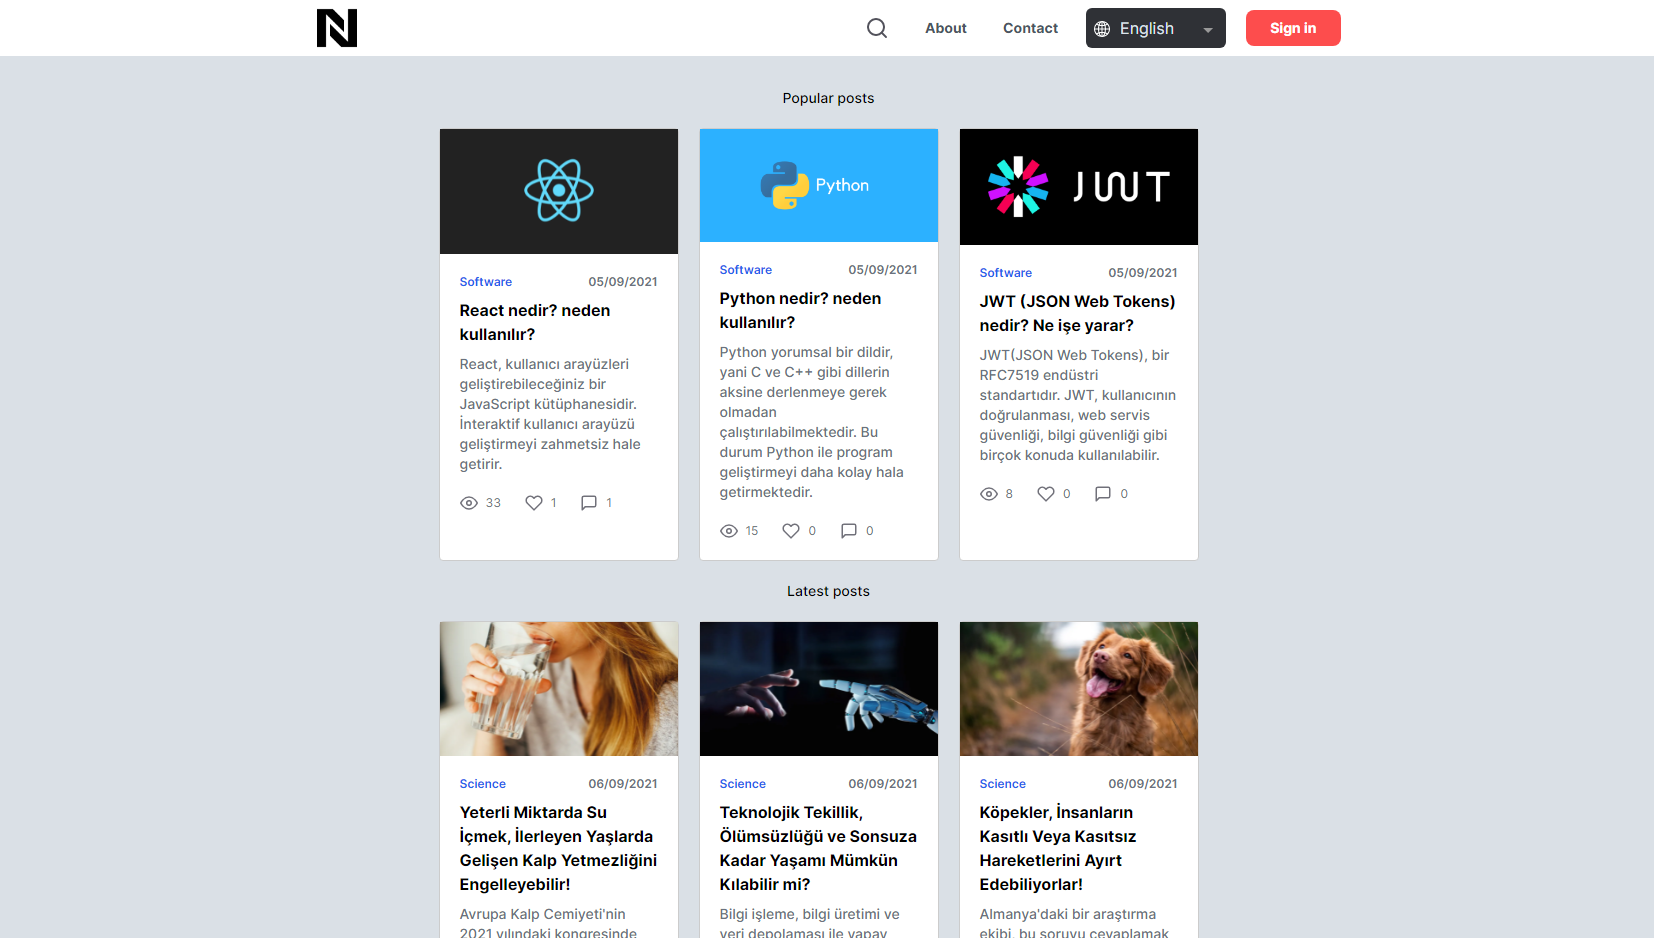 N
About
Contact
English
Sign in
Popular posts
Python
JWT
Software
05/09/2021
React nedir? neden
kullanılır?
React, kullanıcı arayüzleri
geliştirebileceğiniz bir
JavaScript kütüphanesidir.
İnteraktif kullanıcı arayüzü
geliştirmeyi zahmetsiz hale
getirir.
33
1
1
Software
05/09/2021
Python nedir? neden
kullanılır?
Python yorumsal bir dildir,
yani C ve C++ gibi dillerin
aksine derlenmeye gerek
olmadan
çalıştırılabilmektedir. Bu
durum Python ile program
geliştirmeyi daha kolay hala
getirmektedir.
15
0
0
Software
05/09/2021
JWT (JSON Web Tokens)
nedir? Ne işe yarar?
JWT(JSON Web Tokens), bir
RFC7519 endüstri
standartıdır. JWT, kullanıcının
doğrulanması, web servis
güvenliği, bilgi güvenliği gibi
birçok konuda kullanılabilir.
8
0
0
Latest posts
Science
06/09/2021
Yeterli Miktarda Su
İçmek, İlerleyen Yaşlarda
Gelişen Kalp Yetmezliğini
Engelleyebilir!
Avrupa Kalp Cemiyeti'nin
2021 yılındaki kongresinde
Science
06/09/2021
Teknolojik Tekillik,
Ölümsüzlüğü ve Sonsuza
Kadar Yaşamı Mümkün
Kılabilir mi?
Bilgi işleme, bilgi üretimi ve
veri depolaması ile yapay
Science
06/09/2021
Köpekler, İnsanların
Kasıtlı Veya Kasıtsız
Hareketlerini Ayırt
Edebiliyorlar!
Almanya'daki bir araştırma
ekibi, bu soruyu cevaplamak